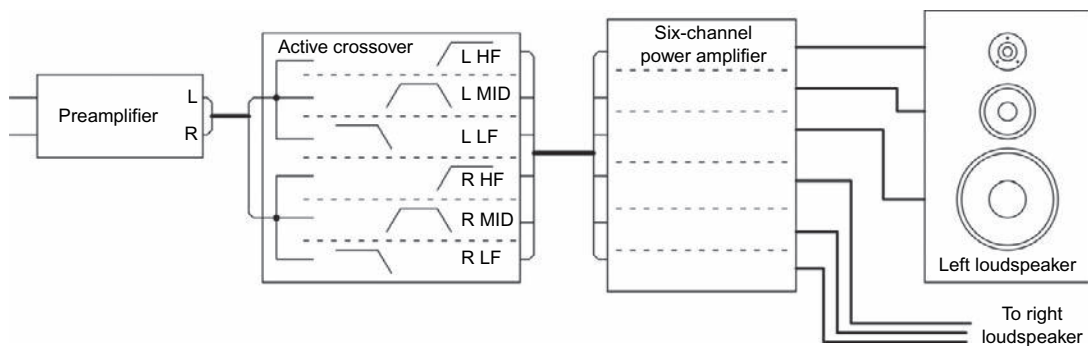 Preamplifier
L
R
Active crossover
L HF
L MID
L LF
R HF
R MID
R LF
Six-channel
power amplifier
Left loudspeaker
To right
loudspeaker